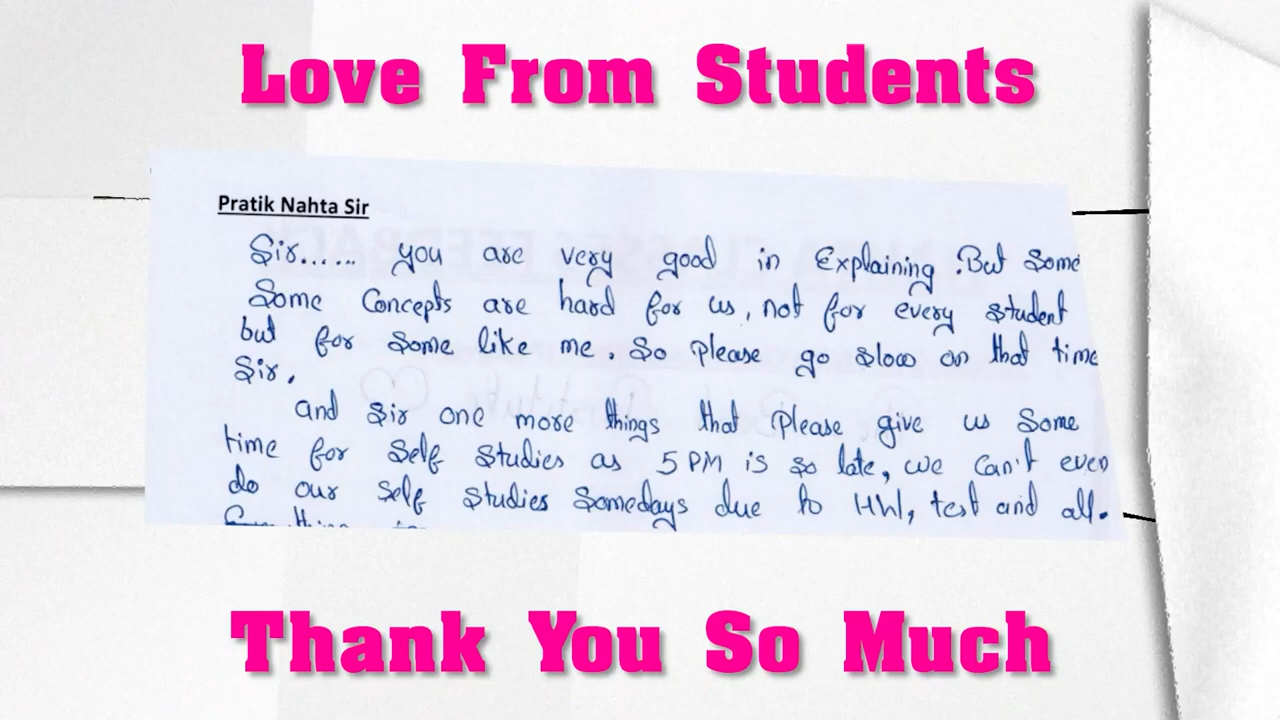 Love From Students
Pratik Nahta Sir
Sir...... you are very good in Explaining .But Some
Some Concepts are hard for us, not for every student
but for some like me. So please go slow on that time
Sir.
and sir one more things that please give us some
time for self studies as 5 PM is so late, we can't even
do our self studies somedays due to HW, test and all.
Thank You So Much